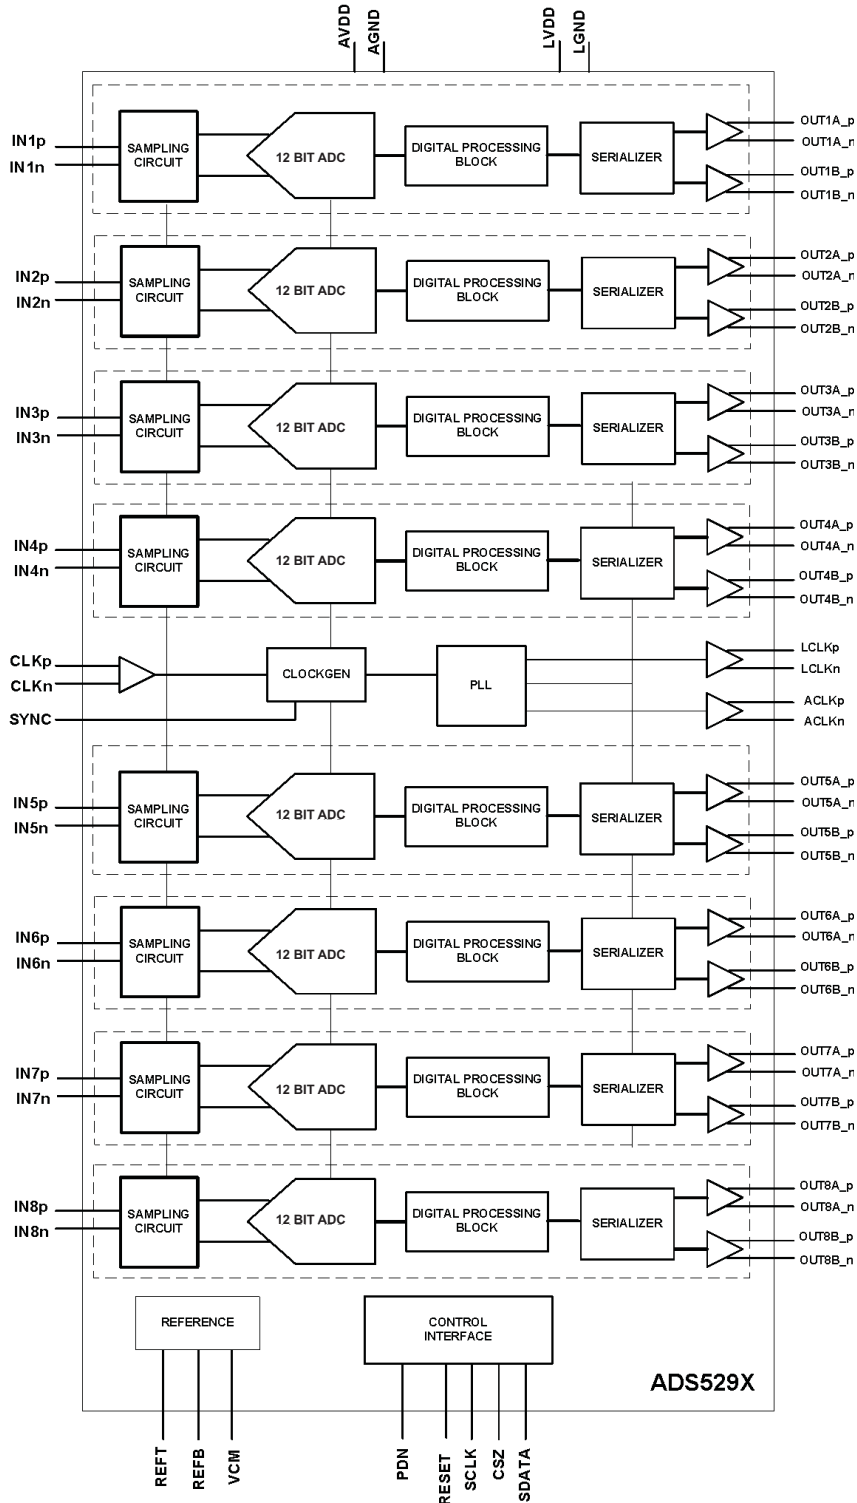 AVDD
AGND
LVDD
LGND
IN1p
IN1n
SAMPLING
CIRCUIT
12 BIT ADC
DIGITAL PROCESSING
BLOCK
SERIALIZER
OUT1A_p
OUT1A_n
OUT1B_p
OUT1B_n
IN2p
IN2n
SAMPLING
CIRCUIT
12 BIT ADC
DIGITAL PROCESSING
BLOCK
SERIALIZER
OUT2A_p
OUT2A_n
OUT2B_p
OUT2B_n
IN3p
IN3n
SAMPLING
CIRCUIT
12 BIT ADC
DIGITAL PROCESSING
BLOCK
SERIALIZER
OUT3A_p
OUT3A_n
OUT3B_p
OUT3B_n
IN4p
IN4n
SAMPLING
CIRCUIT
12 BIT ADC
DIGITAL PROCESSING
BLOCK
SERIALIZER
OUT4A_p
OUT4A_n
OUT4B_p
OUT4B_n
CLKp
CLKn
SYNC
CLOCKGEN
PLL
LCLKp
LCLKn
ACLKp
ACLKn
IN5p
IN5n
SAMPLING
CIRCUIT
12 BIT ADC
DIGITAL PROCESSING
BLOCK
SERIALIZER
OUT5A_p
OUT5A_n
OUT5B_p
OUT5B_n
IN6p
IN6n
SAMPLING
CIRCUIT
12 BIT ADC
DIGITAL PROCESSING
BLOCK
SERIALIZER
OUT6A_p
OUT6A_n
OUT6B_p
OUT6B_n
IN7p
IN7n
SAMPLING
CIRCUIT
12 BIT ADC
DIGITAL PROCESSING
BLOCK
SERIALIZER
OUT7A_p
OUT7A_n
OUT7B_p
OUT7B_n
IN8p
IN8n
SAMPLING
CIRCUIT
12 BIT ADC
DIGITAL PROCESSING
BLOCK
SERIALIZER
OUT8A_p
OUT8A_n
OUT8B_p
OUT8B_n
REFERENCE
CONTROL
INTERFACE
ADS529X
REFT
REFB
VCM
PDN
RESET
SCLK
CSZ
SDATA